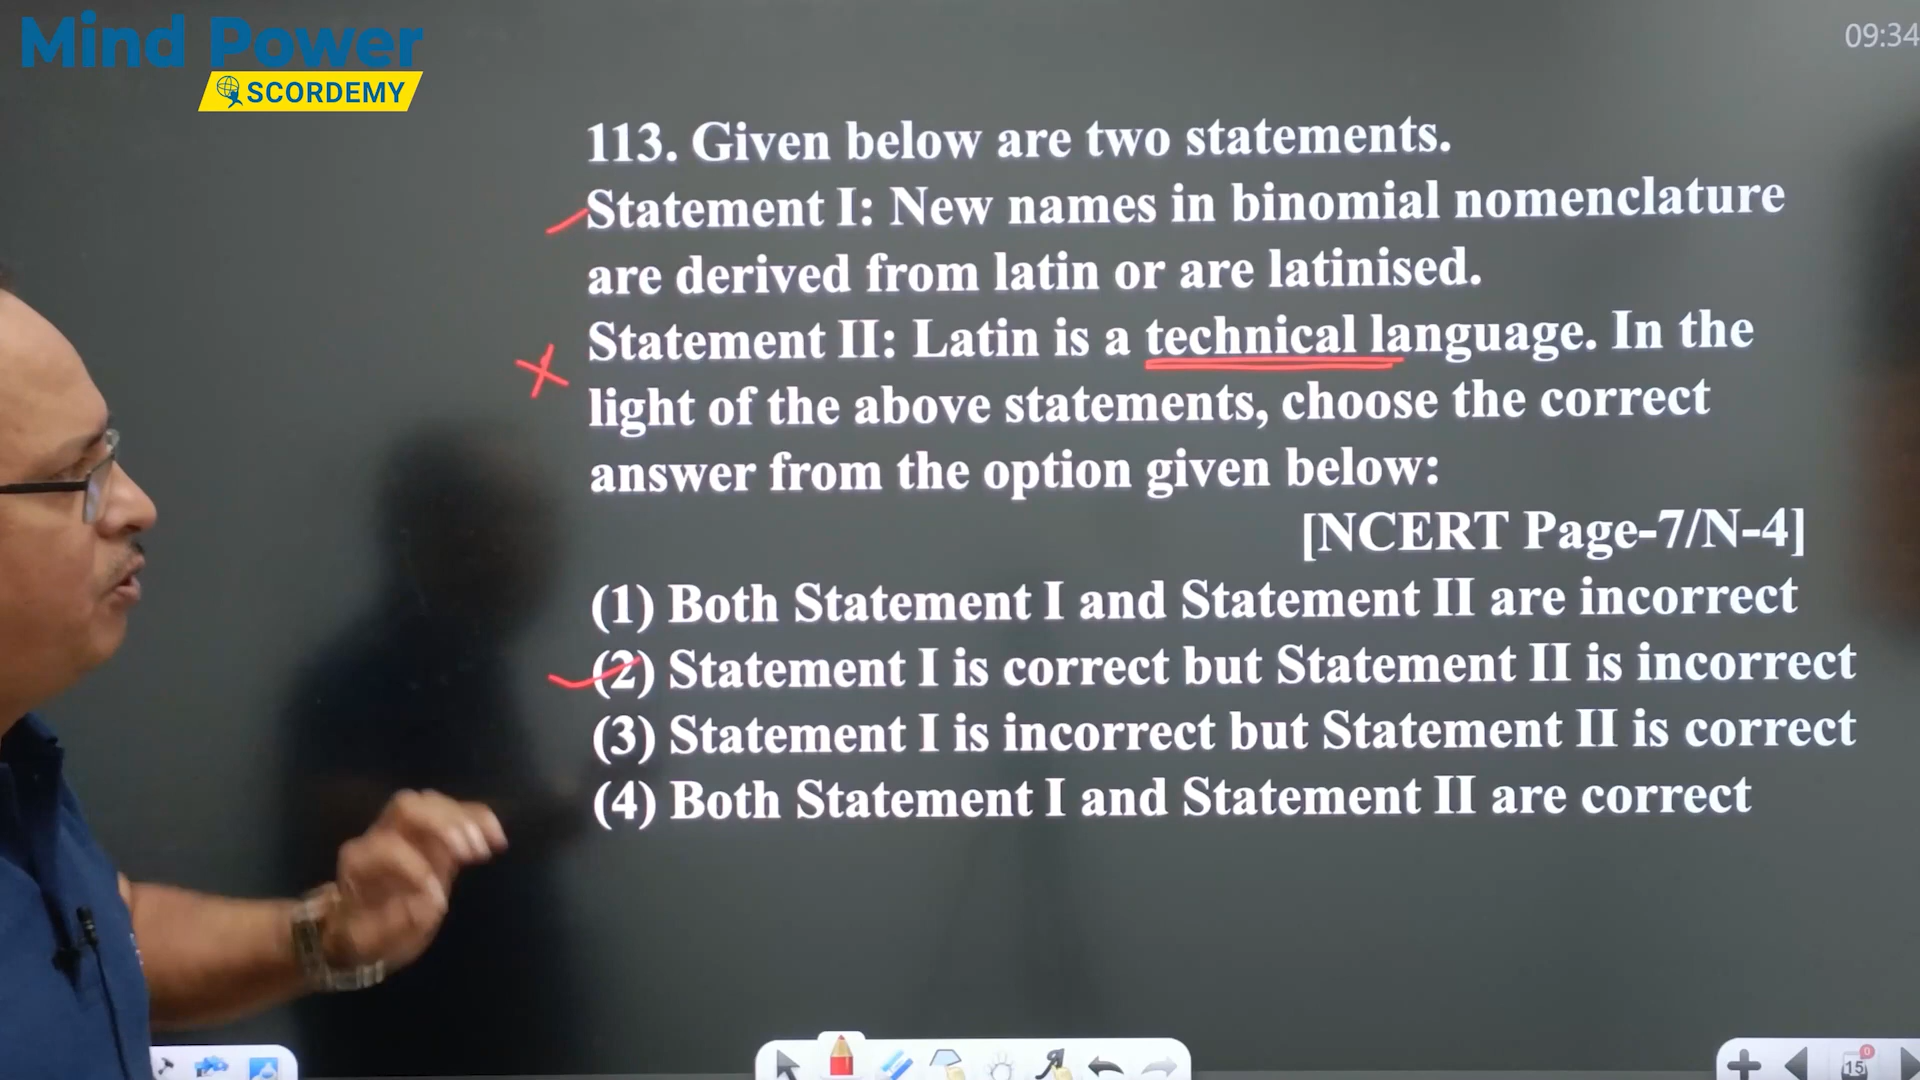 Mind Power
SCORDEMY
09:34
113. Given below are two statements.
Statement I: New names in binomial nomenclature
are derived from latin or are latinised.
Statement II: Latin is a technical language. In the
light of the above statements, choose the correct
answer from the option given below:
[NCERT Page-7/N-4]
(1) Both Statement I and Statement II are incorrect
(2) Statement I is correct but Statement II is incorrect
(3) Statement I is incorrect but Statement II is correct
(4) Both Statement I and Statement II are correct
0
15